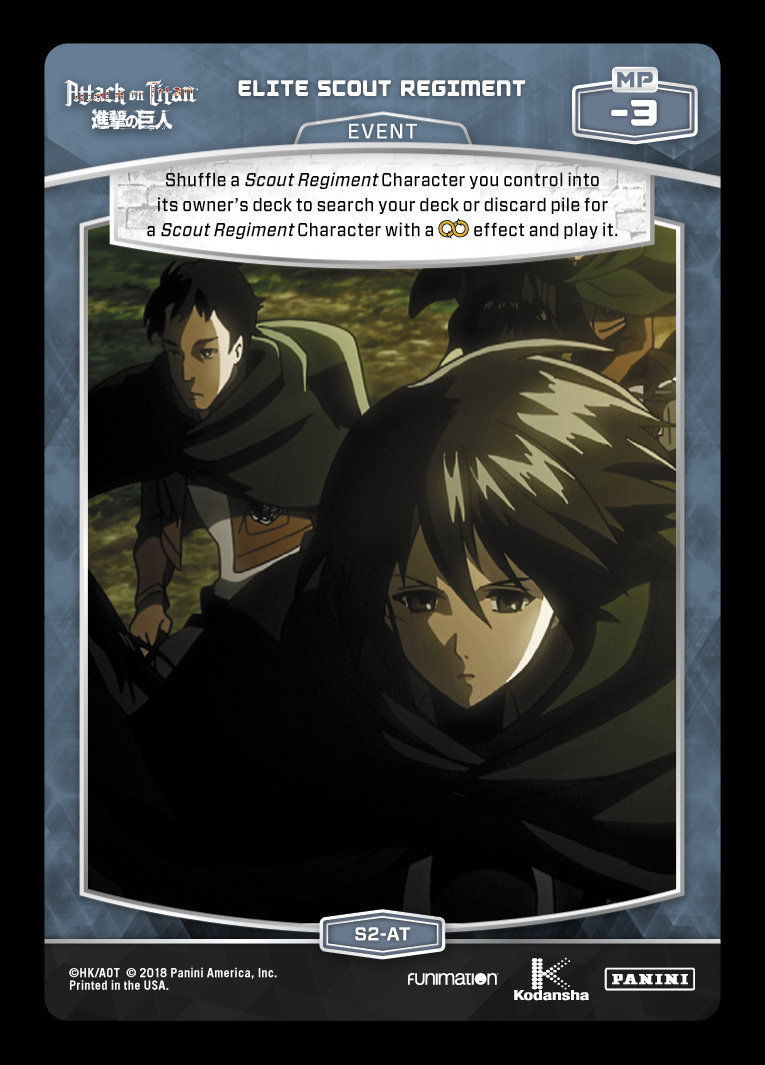 Attack on Titan
進撃の巨人
ELITE SCOUT REGIMENT
MP
-3
EVENT
Shuffle a Scout Regiment Character you control into
its owner's deck to search your deck or discard pile for
a Scout Regiment Character with a effect and play it.
S2-AT
©HK/AOT © 2018 Panini America, Inc.
Printed in the USA.
FUNIMATION
K
Kodansha
PANINI